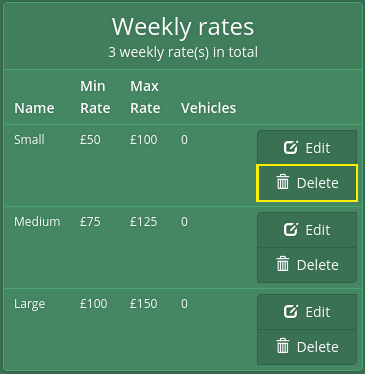 Weekly rates
3 weekly rate(s) in total
Name Min Rate Max Rate Vehicles
Small £50 £100 0 Edit
Delete
Medium £75 £125 0 Edit
Delete
Large £100 £150 0 Edit
Delete